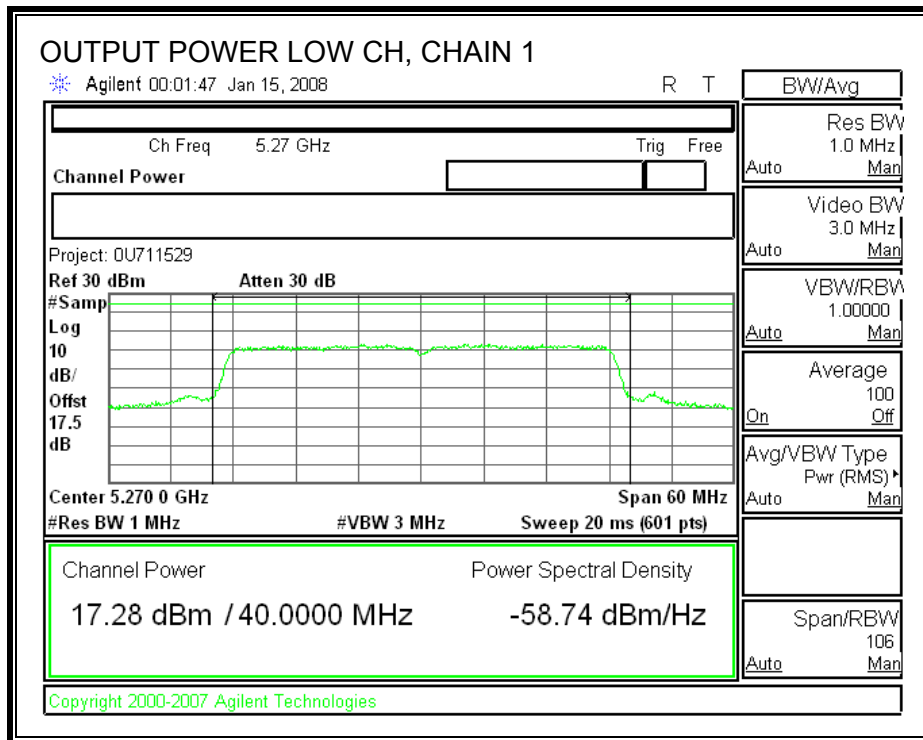 OUTPUT POWER LOW CH, CHAIN 1
Agilent 00:01:47 Jan 15, 2008 R T
Ch Freq 5.27 GHz Trig Free
Channel Power
Project: 0U711529
Ref 30 dBm Atten 30 dB
#Samp
Log
10
dB/
Offst
17.5
dB
Center 5.270 0 GHz Span 60 MHz
#Res BW 1 MHz #VBW 3 MHz Sweep 20 ms (601 pts)
Channel Power Power Spectral Density
17.28 dBm / 40.0000 MHz -58.74 dBm/Hz
Copyright 2000-2007 Agilent Technologies
BW/Avg
Res BW
1.0 MHz
Auto Man
Video BW
3.0 MHz
Auto Man
VBW/RBW
1.00000
Auto Man
Average
100
On Off
Avg/VBW Type
Pwr (RMS)
Auto Man
Span/RBW
106
Auto Man